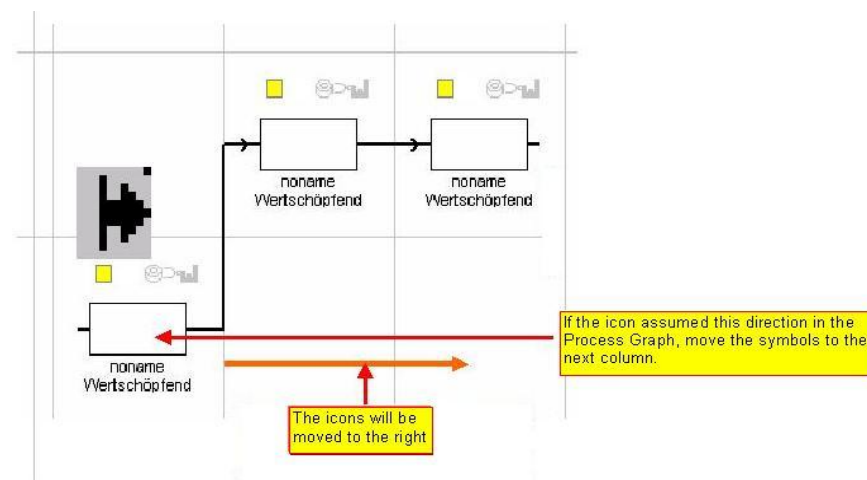 noname
Wertschöpfend
noname
Wertschöpfend
noname
Wertschöpfend
If the icon assumed this direction in the
Process Graph, move the symbols to the
next column.
The icons will be
moved to the right